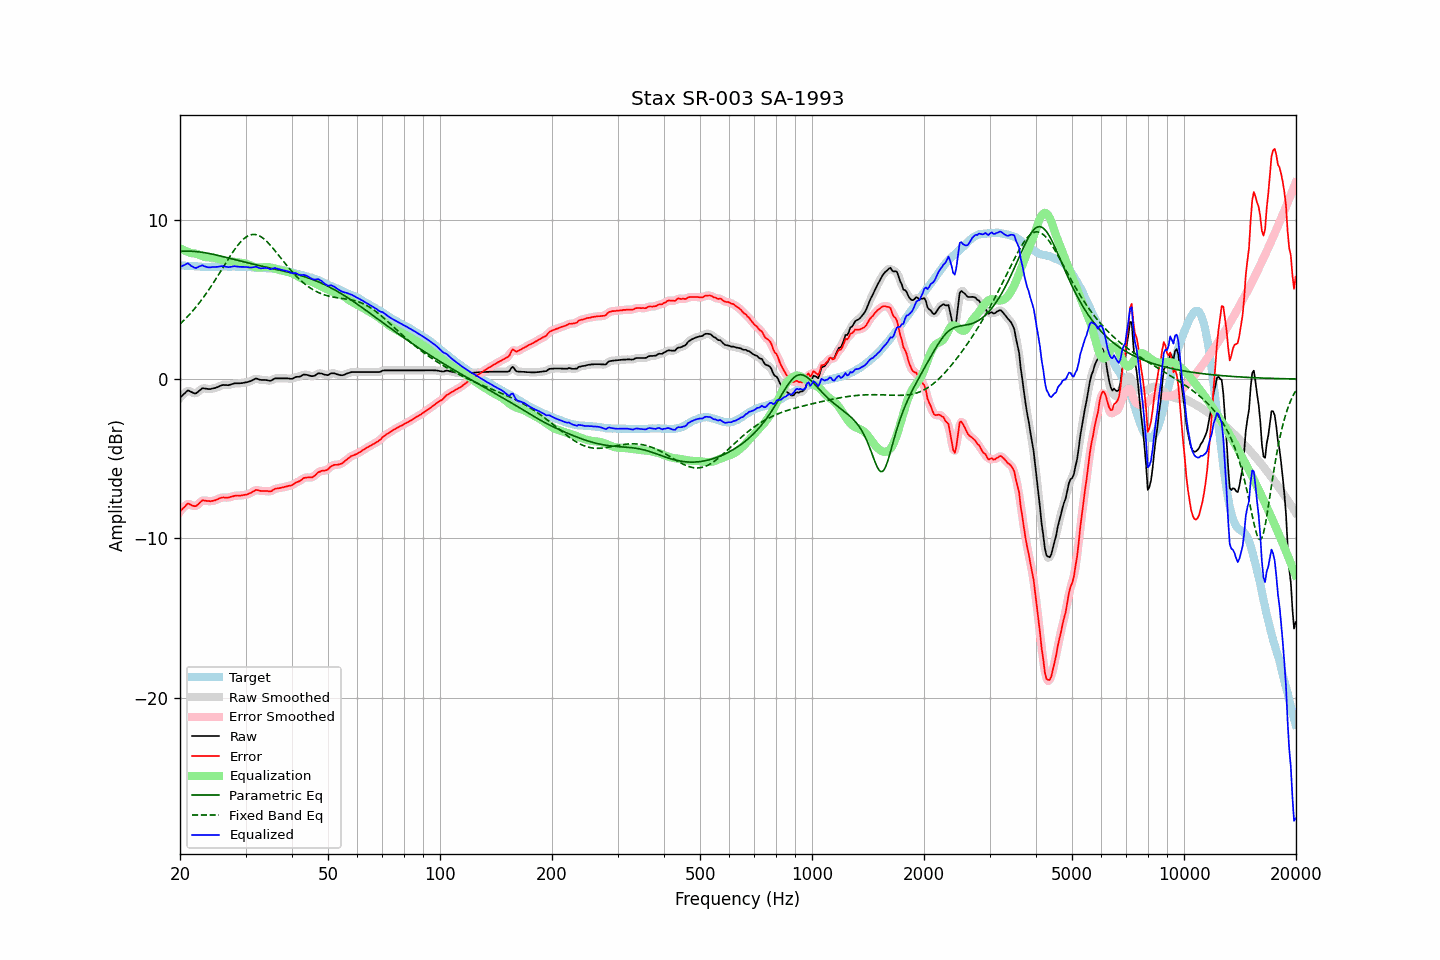 Stax SR-003 SA-1993
Amplitude (dBr)
10
0
−10
−20
Target
Raw Smoothed
Error Smoothed
Raw
Error
Equalization
Parametric Eq
Fixed Band Eq
Equalized
20 50 100 200 500 1000 2000 5000 10000 20000
Frequency (Hz)